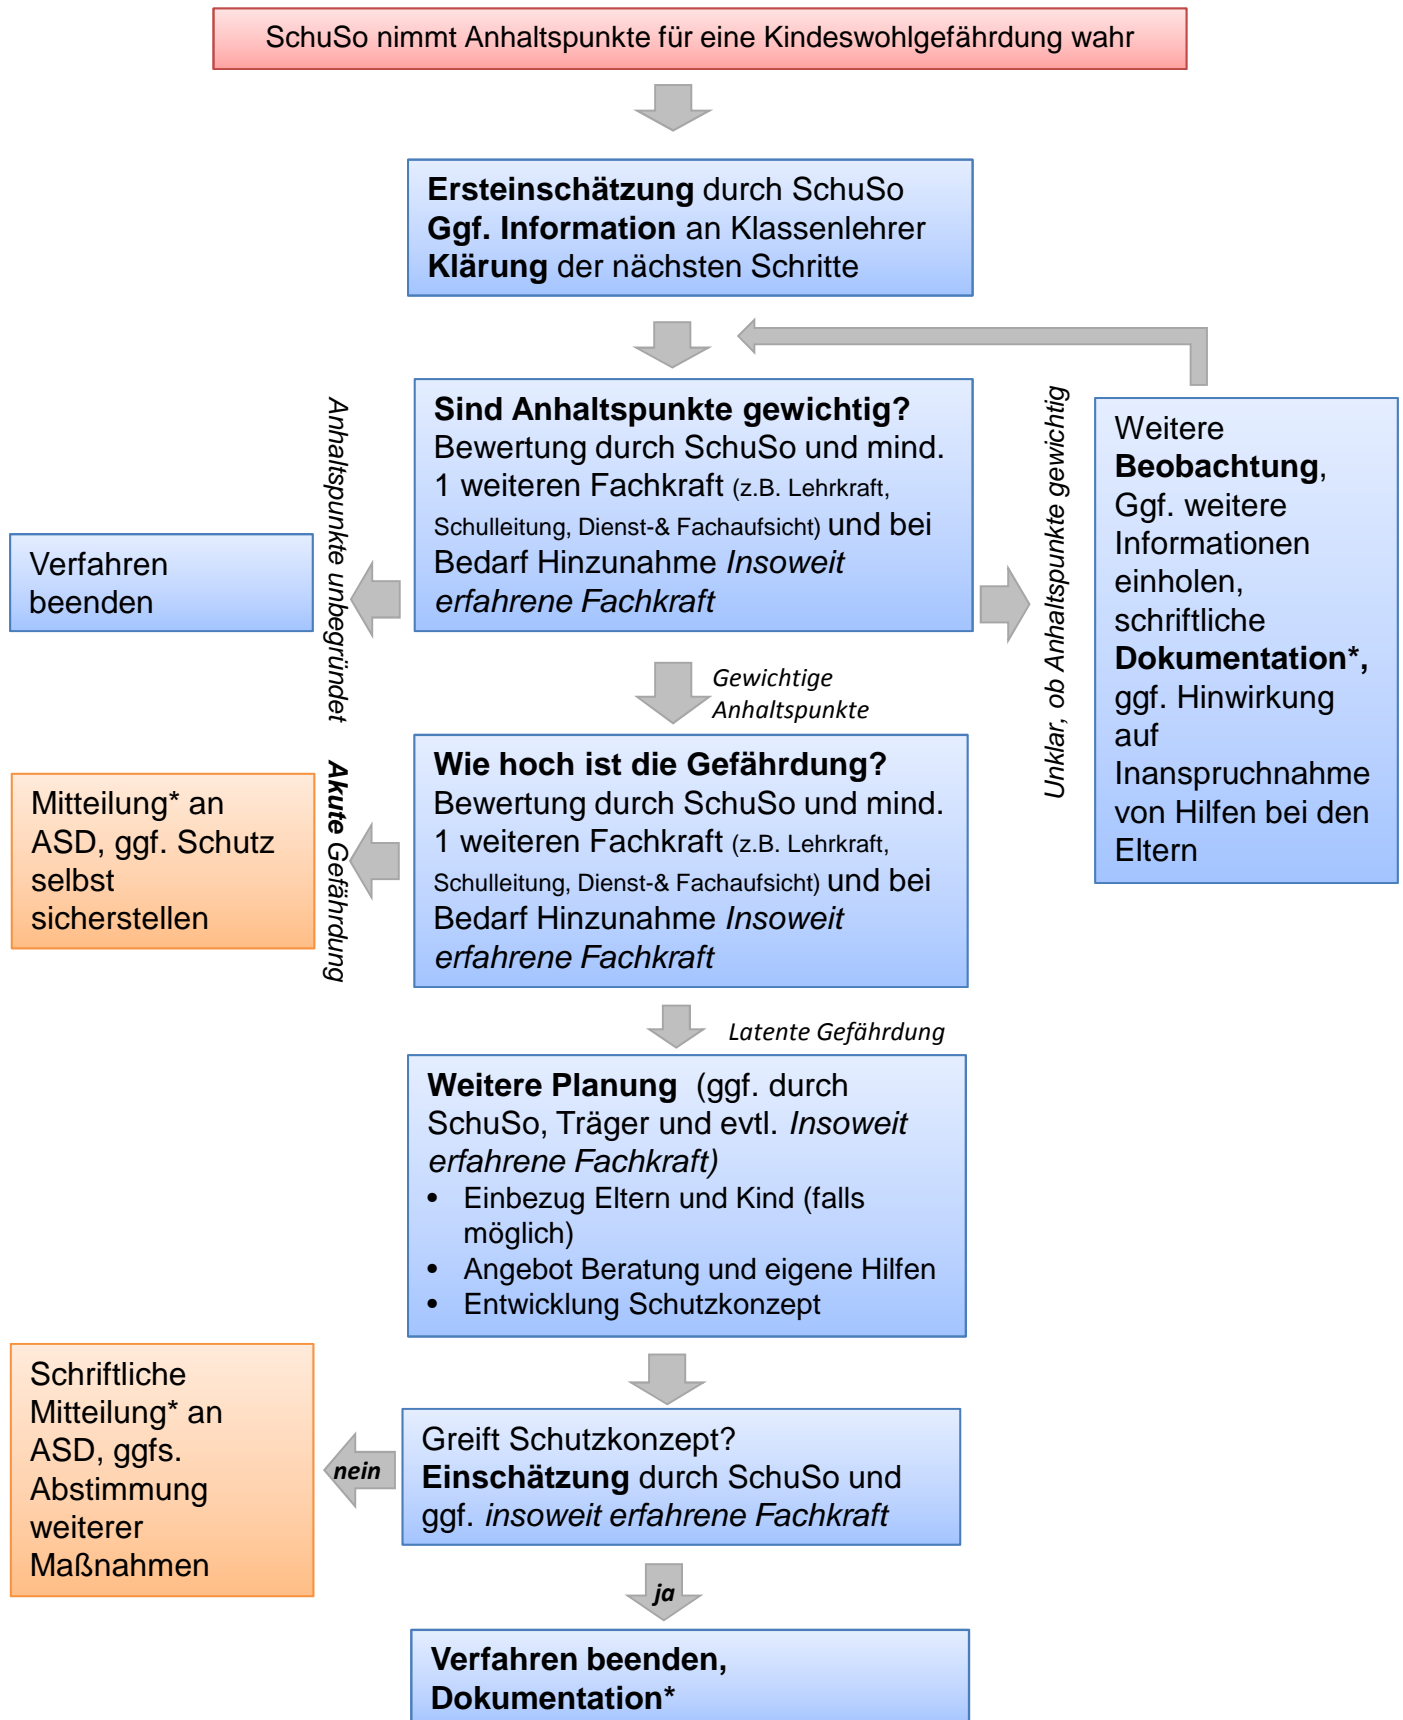 SchuSo nimmt Anhaltspunkte für eine Kindeswohlgefährdung wahr
Ersteinschätzung durch SchuSo
Ggf. Information an Klassenlehrer
Klärung der nächsten Schritte
Sind Anhaltspunkte gewichtig?
Bewertung durch SchuSo und mind.
1 weiteren Fachkraft (z.B. Lehrkraft,
Schulleitung, Dienst-& Fachaufsicht) und bei
Bedarf Hinzunahme Insoweit
erfahrene Fachkraft
Anhaltspunkte unbegründet
Verfahren
beenden
Unklar, ob Anhaltspunkte gewichtig
Weitere
Beobachtung,
Ggf. weitere
Informationen
einholen,
schriftliche
Dokumentation*,
ggf. Hinwirkung
auf
Inanspruchnahme
von Hilfen bei den
Eltern
Gewichtige
Anhaltspunkte
Wie hoch ist die Gefährdung?
Bewertung durch SchuSo und mind.
1 weiteren Fachkraft (z.B. Lehrkraft,
Schulleitung, Dienst-& Fachaufsicht) und bei
Bedarf Hinzunahme Insoweit
erfahrene Fachkraft
Akute Gefährdung
Mitteilung* an
ASD, ggf. Schutz
selbst
sicherstellen
Latente Gefährdung
Weitere Planung (ggf. durch
SchuSo, Träger und evtl. Insoweit
erfahrene Fachkraft)
• Einbezug Eltern und Kind (falls
möglich)
• Angebot Beratung und eigene Hilfen
• Entwicklung Schutzkonzept
Greift Schutzkonzept?
Einschätzung durch SchuSo und
ggf. insoweit erfahrene Fachkraft
nein
Schriftliche
Mitteilung* an
ASD, ggfs.
Abstimmung
weiterer
Maßnahmen
ja
Verfahren beenden,
Dokumentation*